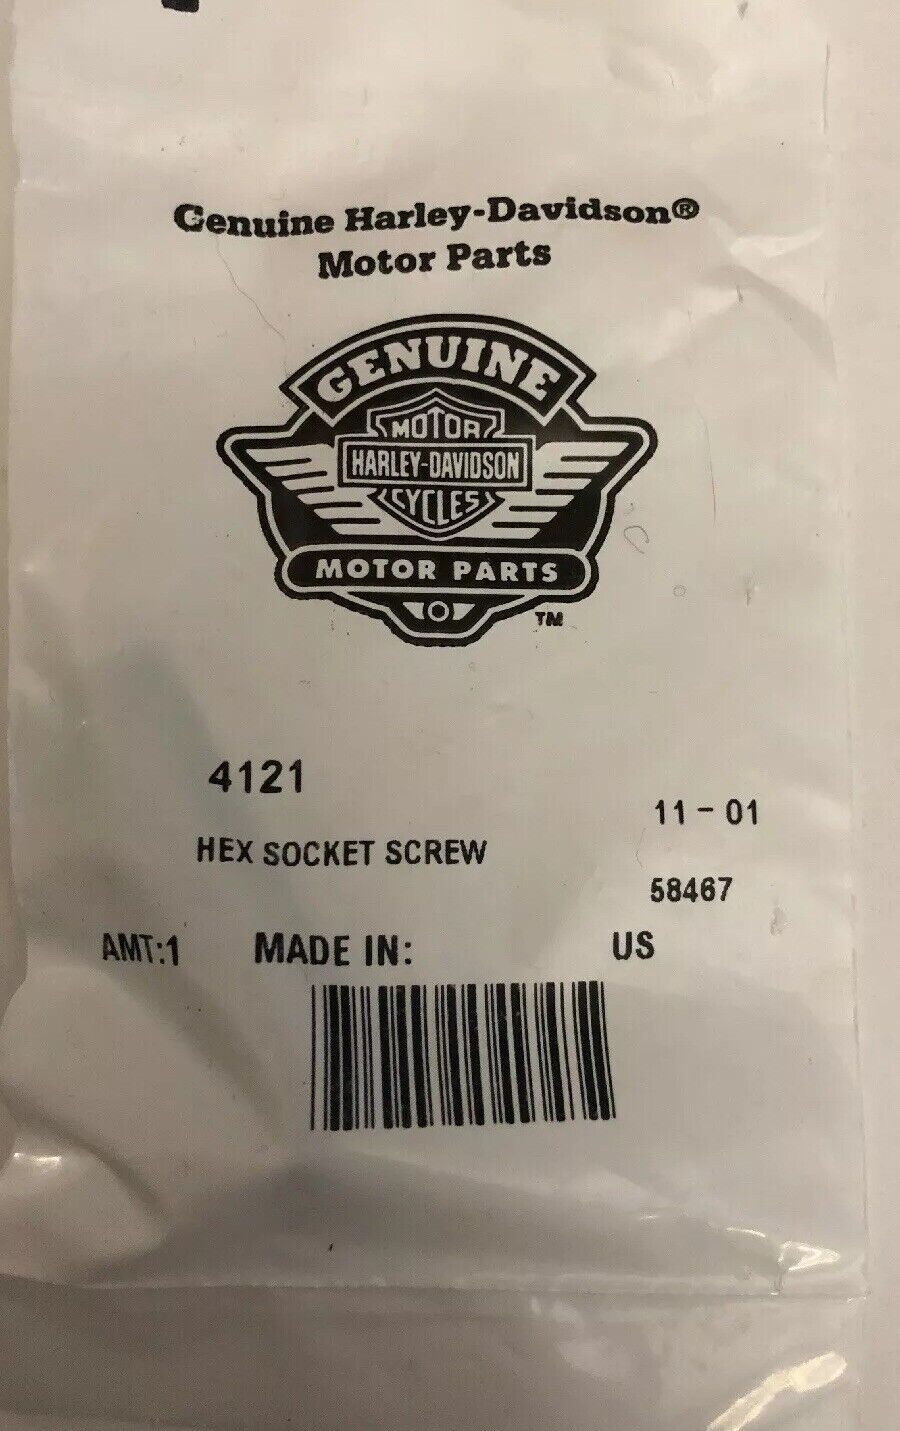 Genuine Harley-Davidson®
Motor Parts
GENUINE
MOTOR
HARLEY-DAVIDSON
CYCLES
MOTOR PARTS
TM
4121
11-01
HEX SOCKET SCREW
58467
AMT:1 MADE IN: US